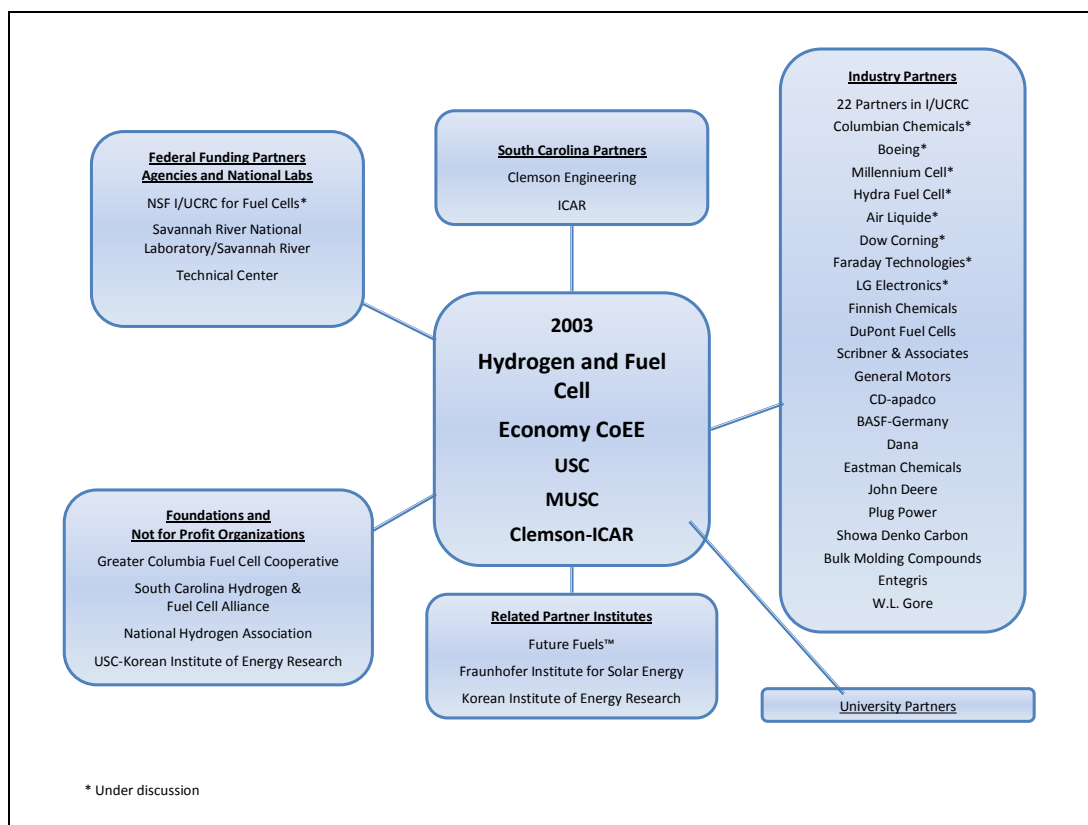 Federal Funding Partners
Agencies and National Labs
NSF I/UCRC for Fuel Cells*
Savannah River National
Laboratory/Savannah River
Technical Center
South Carolina Partners
Clemson Engineering
ICAR
Industry Partners
22 Partners in I/UCRC
Columbian Chemicals*
Boeing*
Millennium Cell*
Hydra Fuel Cell*
Air Liquide*
Dow Corning*
Faraday Technologies*
LG Electronics*
Finnish Chemicals
DuPont Fuel Cells
Scribner & Associates
General Motors
CD-apadco
BASF-Germany
Dana
Eastman Chemicals
John Deere
Plug Power
Showa Denko Carbon
Bulk Molding Compounds
Entegris
W.L. Gore
2003
Hydrogen and Fuel
Cell
Economy CoEE
USC
MUSC
Clemson-ICAR
Foundations and
Not for Profit Organizations
Greater Columbia Fuel Cell Cooperative
South Carolina Hydrogen &
Fuel Cell Alliance
National Hydrogen Association
USC-Korean Institute of Energy Research
Related Partner Institutes
Future Fuels™
Fraunhofer Institute for Solar Energy
Korean Institute of Energy Research
University Partners
* Under discussion